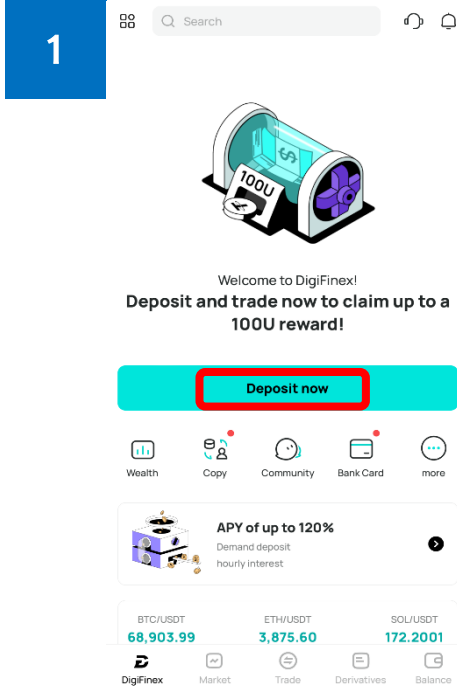 1
Search
100U
$
Welcome to DigiFinex!
Deposit and trade now to claim up to a
100U reward!
Deposit now
Wealth
Copy
Community
Bank Card
more
APY of up to 120%
Demand deposit
hourly interest
BTC/USDT
ETH/USDT
SOL/USDT
68,903.99
3,875.60
172.2001
DigiFinex
Market
Trade
Derivatives
Balance